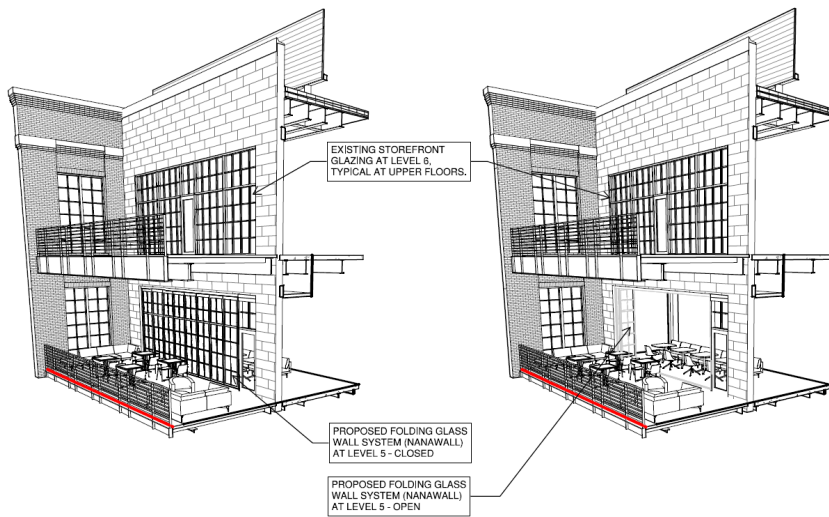 EXISTING STOREFRONT
GLAZING AT LEVEL 6,
TYPICAL AT UPPER FLOORS.
PROPOSED FOLDING GLASS
WALL SYSTEM (NANAWALL)
AT LEVEL 5 - CLOSED
PROPOSED FOLDING GLASS
WALL SYSTEM (NANAWALL)
AT LEVEL 5 - OPEN